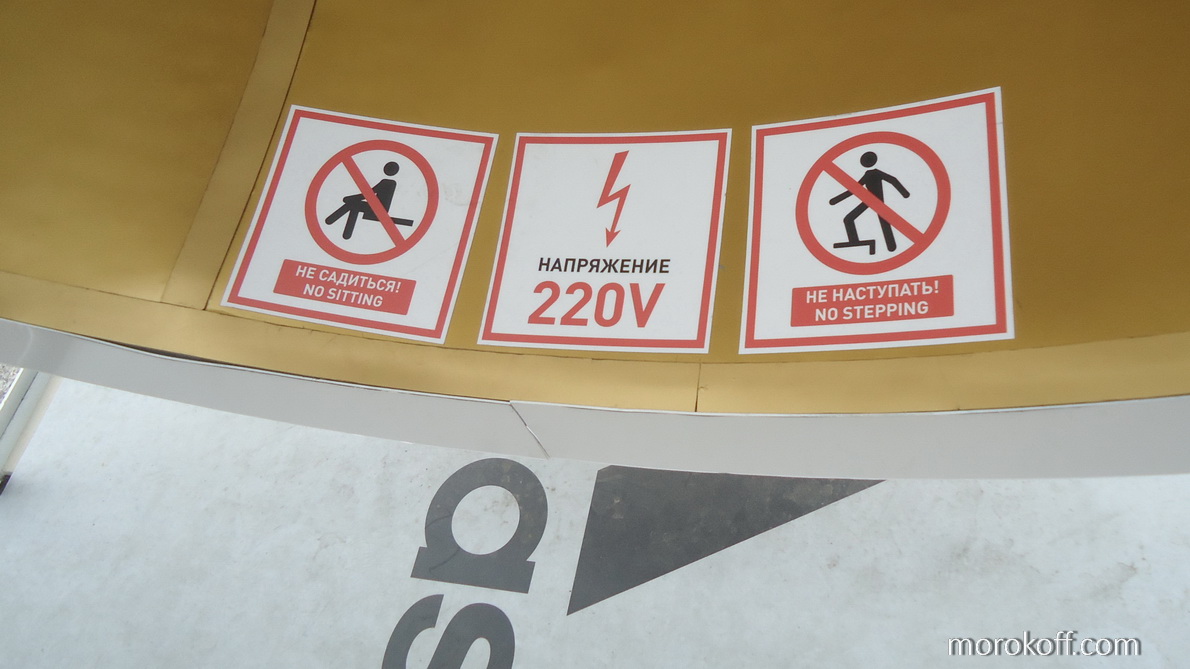 НЕ САДИТЬСЯ!
NO SITTING
НАПРЯЖЕНИЕ
220V
НЕ НАСТУПАТЬ!
NO STEPPING
morokoff.com